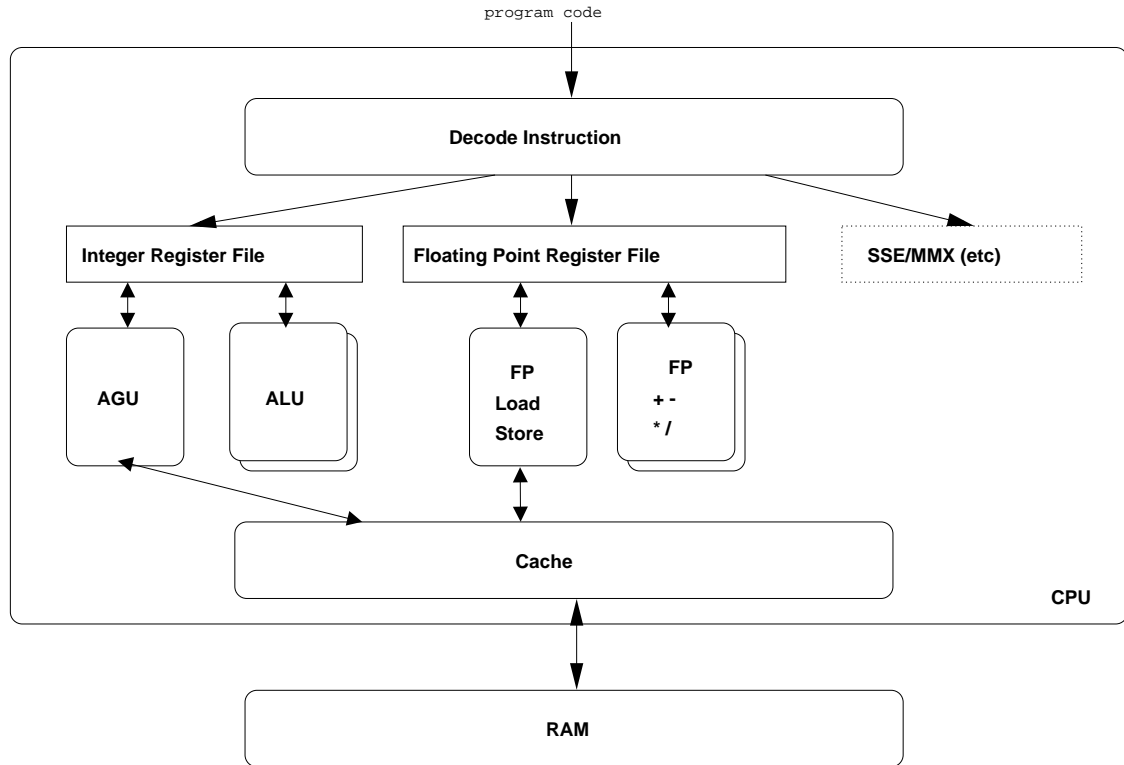 program code
Decode Instruction
Integer Register File
Floating Point Register File
SSE/MMX (etc)
AGU
ALU
FP
Load
Store
FP
+ -
* /
Cache
CPU
RAM